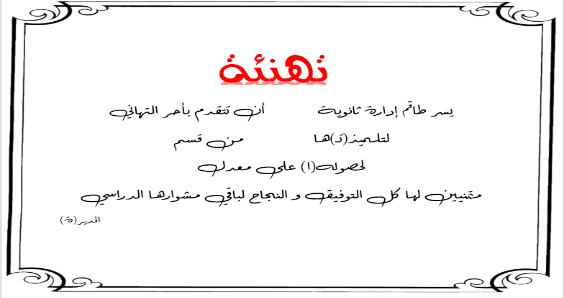 تهنئة
يسر طاقم إدارة ثانوية أن تتقدم بأحر التهاني
لتلميذ(ة)ها من قسم
لحصوله(ا) على معدل
متمنيين لها كل التوفيق و النجاح لباقي مشوارها الدراسي
المدير(ة)